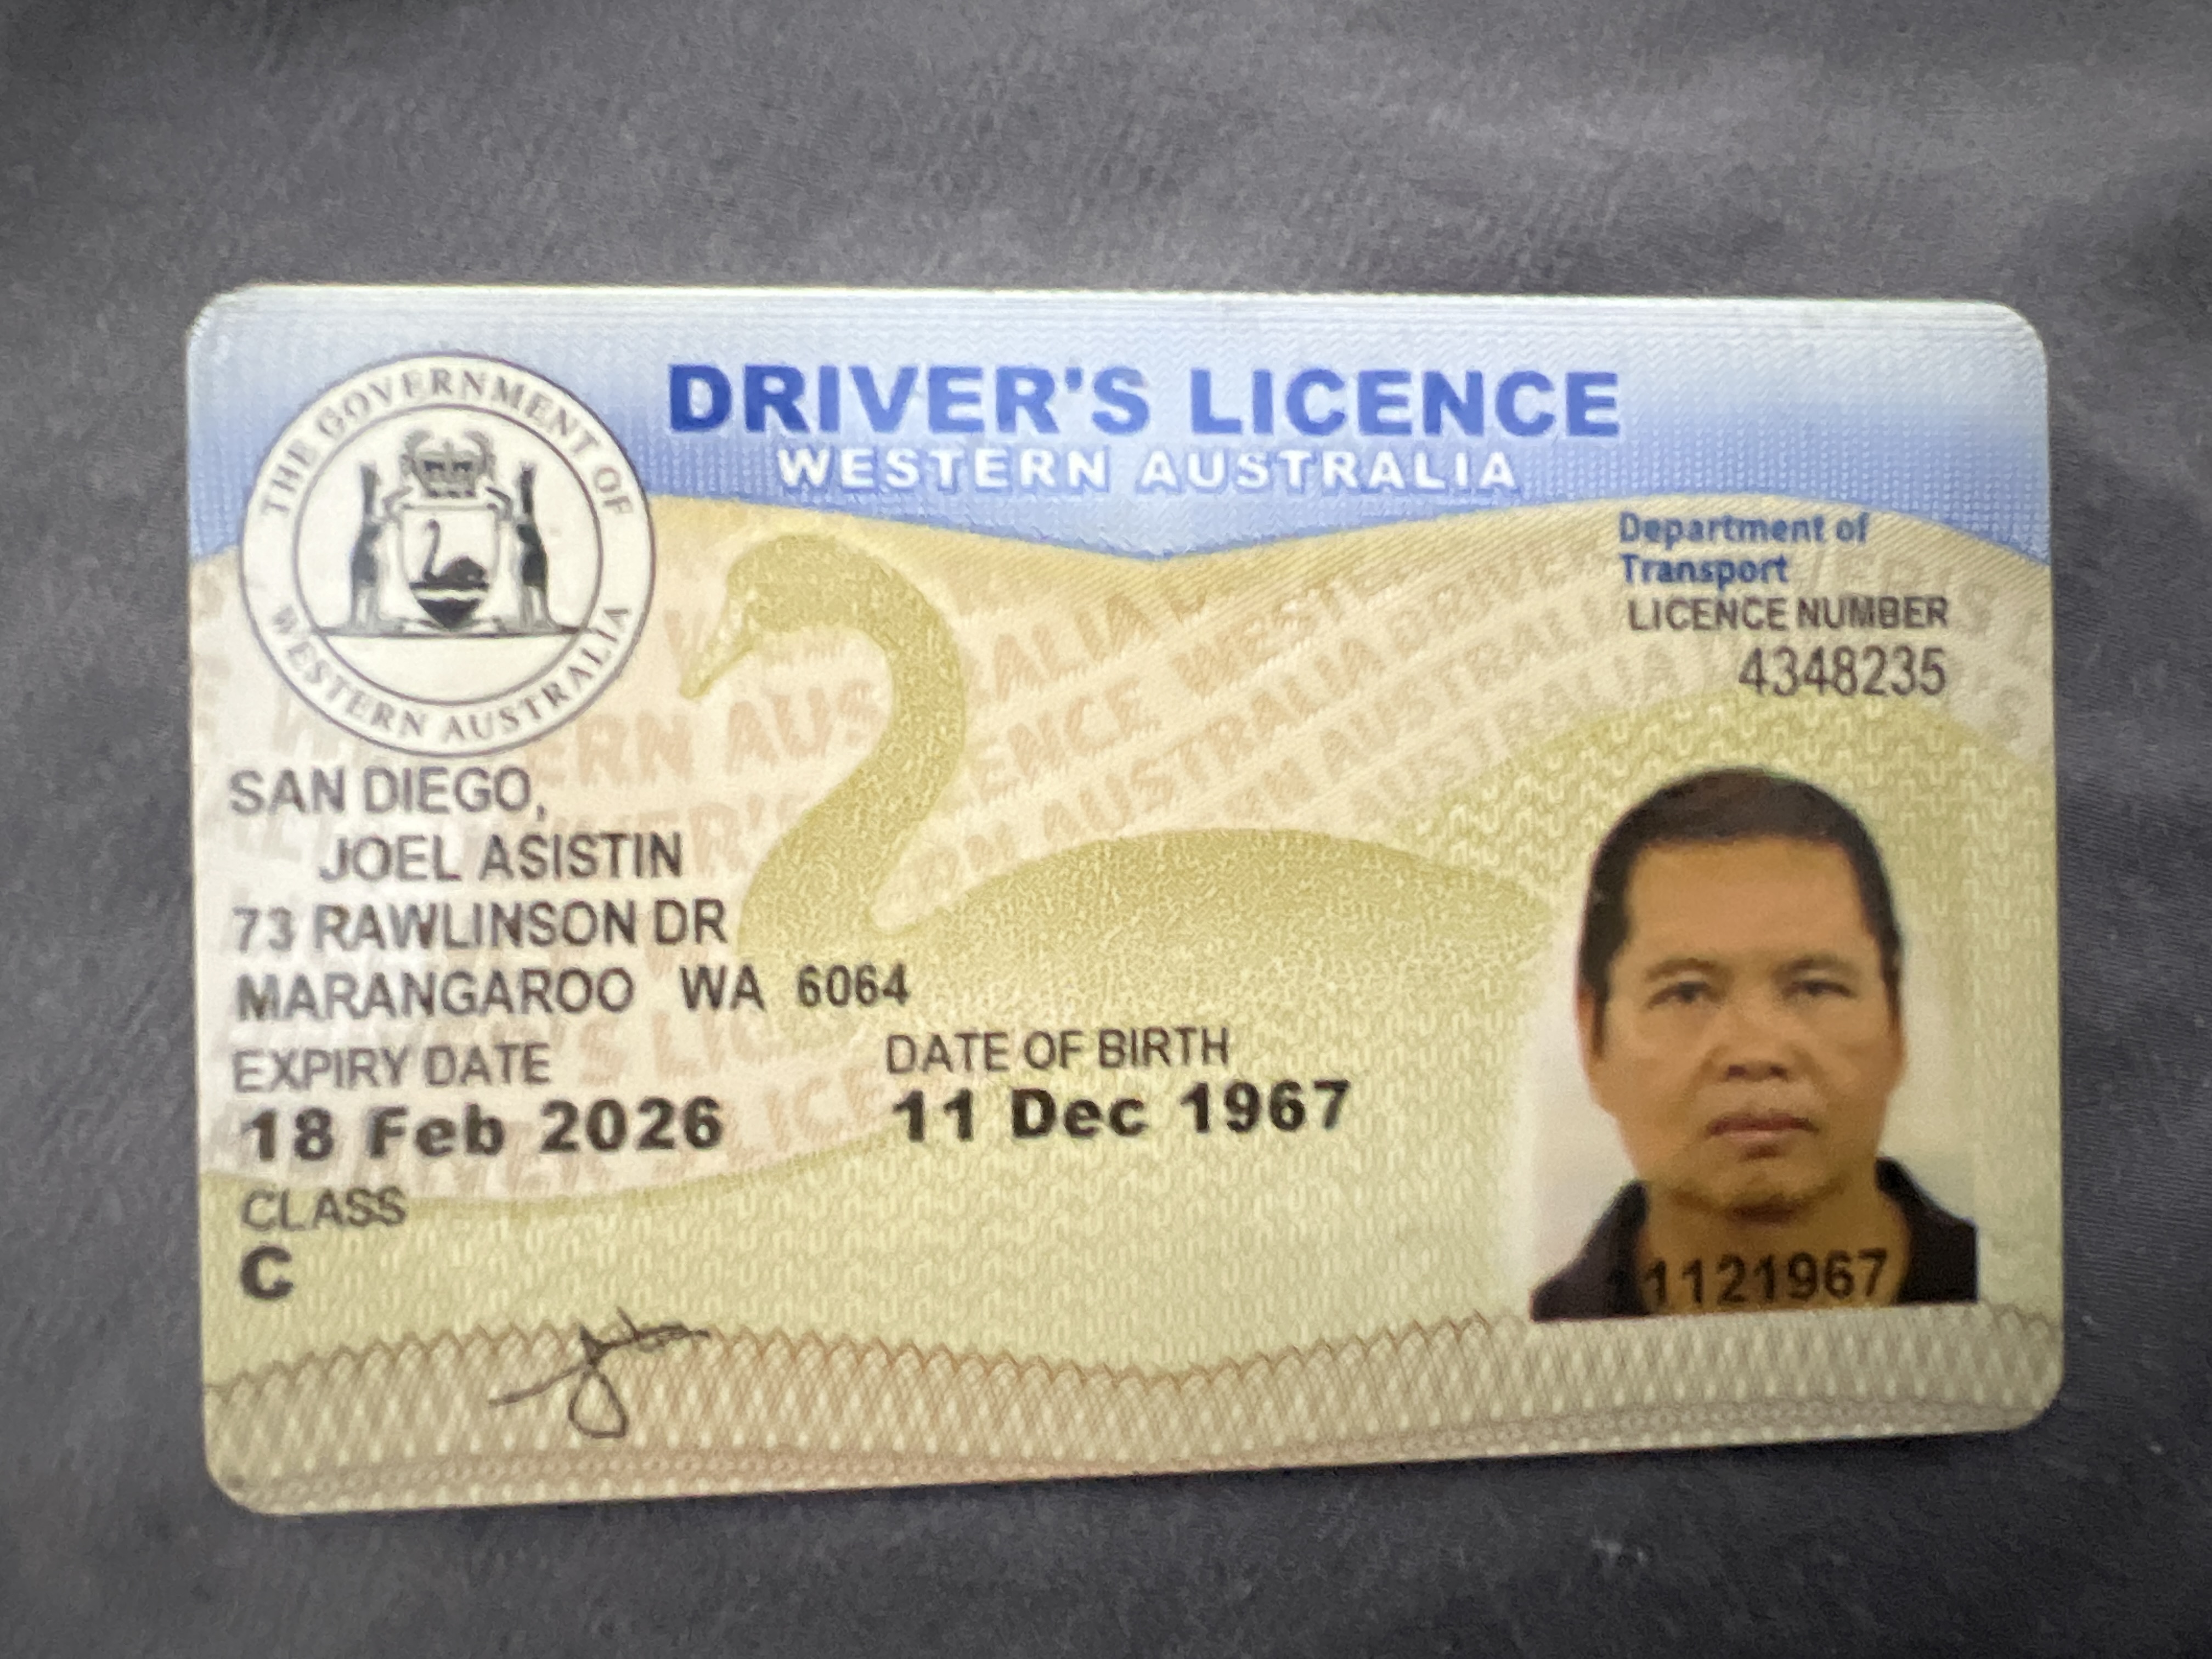 DRIVER'S LICENCE
WESTERN AUSTRALIA
THE GOVERNMENT OF
WESTERN AUSTRALIA
Department of
Transport
LICENCE NUMBER
4348235
SAN DIEGO,
JOEL ASISTIN
73 RAWLINSON DR
MARANGAROO WA 6064
EXPIRY DATE
18 Feb 2026
DATE OF BIRTH
11 Dec 1967
CLASS
C
11121967